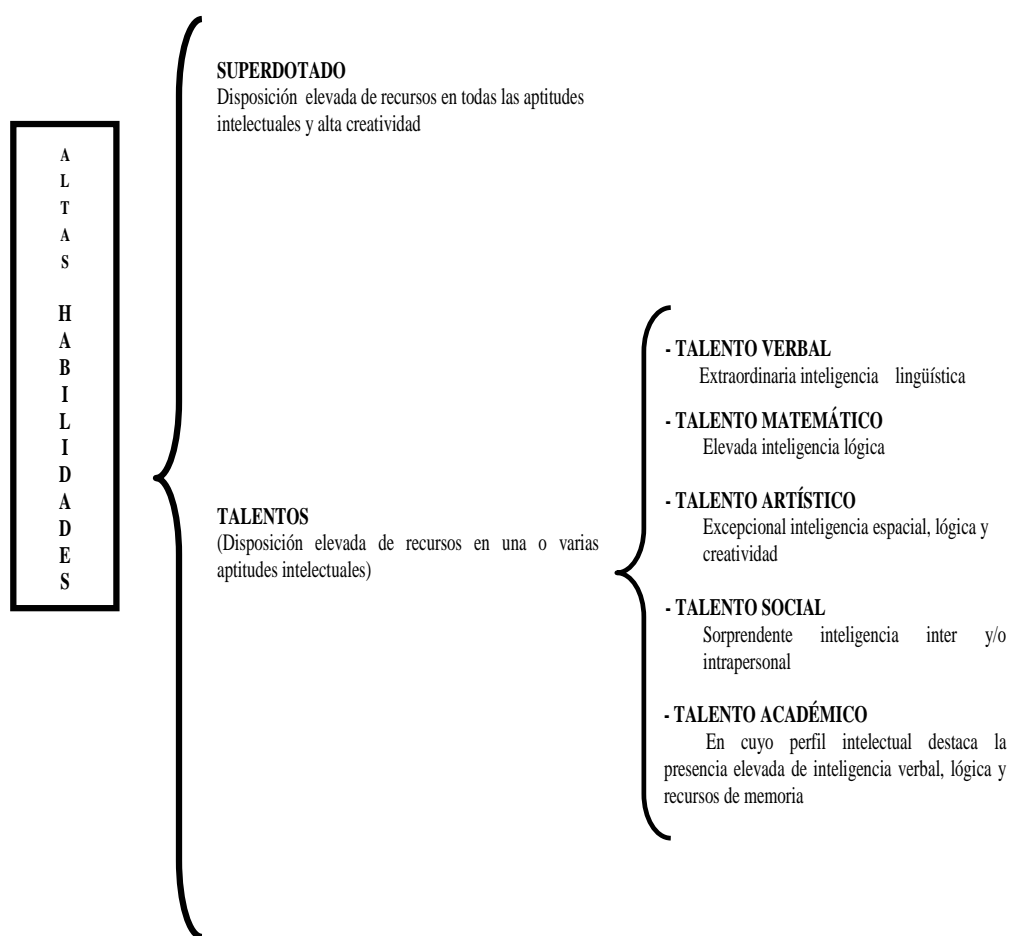 ALTAS HABILIDADES
SUPERDOTADO
Disposición elevada de recursos en todas las aptitudes
intelectuales y alta creatividad
TALENTOS
(Disposición elevada de recursos en una o varias
aptitudes intelectuales)
- TALENTO VERBAL
Extraordinaria inteligencia lingüística
- TALENTO MATEMÁTICO
Elevada inteligencia lógica
- TALENTO ARTÍSTICO
Excepcional inteligencia espacial, lógica y
creatividad
- TALENTO SOCIAL
Sorprendente inteligencia inter y/o
intrapersonal
- TALENTO ACADÉMICO
En cuyo perfil intelectual destaca la
presencia elevada de inteligencia verbal, lógica y
recursos de memoria